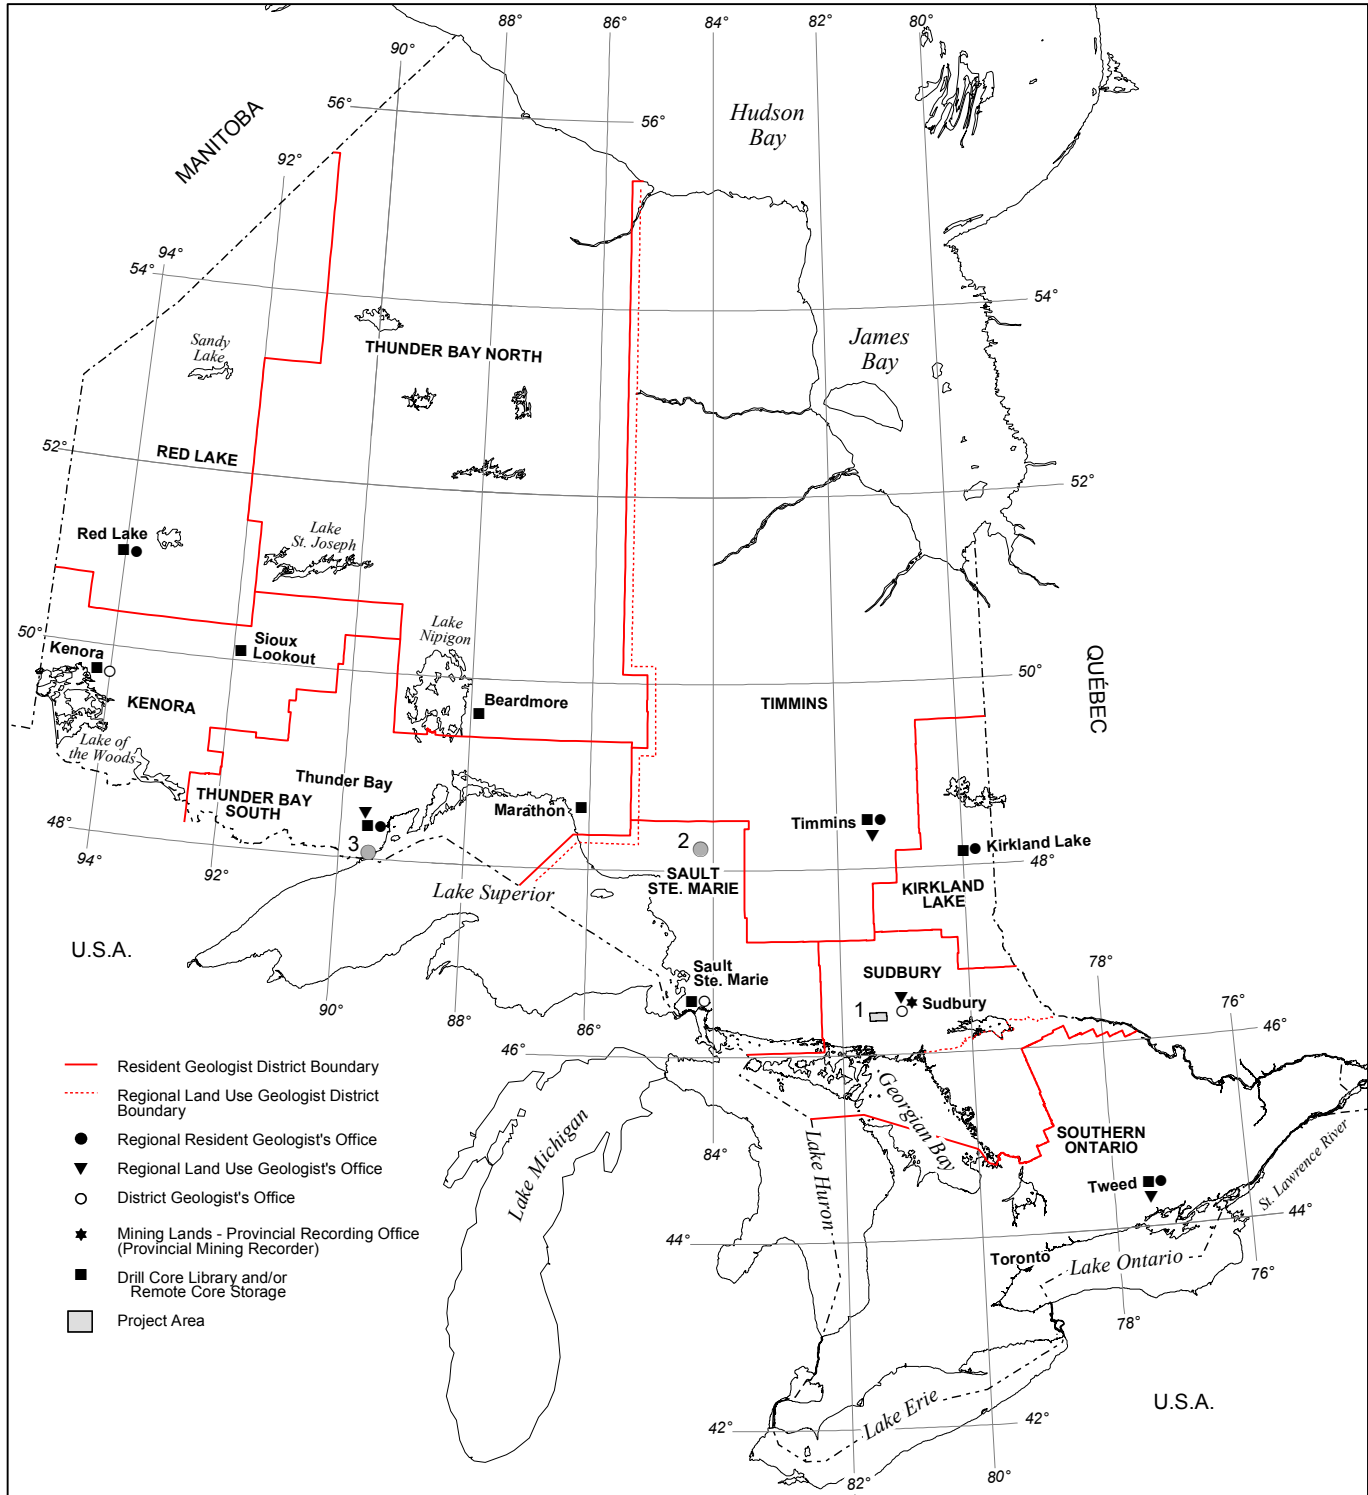 88°
86°
84°
82°
80°
90°
56°
56°
Hudson
Bay
MANITOBA
92°
94°
54°
54°
Sandy
Lake
THUNDER BAY NORTH
James
Bay
52°
RED LAKE
52°
Red Lake
Lake
St. Joseph
50°
Kenora
Sioux
Lookout
Lake
Nipigon
50°
QUÉBEC
KENORA
Beardmore
TIMMINS
Lake of
the Woods
Thunder Bay
THUNDER BAY
SOUTH
Marathon
Timmins
48°
94°
92°
3
2
Kirkland Lake
48°
SAULT
STE. MARIE
KIRKLAND
LAKE
Lake Superior
U.S.A.
90°
88°
86°
Sault
Ste. Marie
SUDBURY
Sudbury
1
78°
76°
46°
46°
Resident Geologist District Boundary
Regional Land Use Geologist District
Boundary
Regional Resident Geologist's Office
Regional Land Use Geologist's Office
District Geologist's Office
Mining Lands - Provincial Recording Office
(Provincial Mining Recorder)
Drill Core Library and/or
Remote Core Storage
Project Area
Lake Michigan
84°
Lake Huron
Georgian Bay
SOUTHERN
ONTARIO
Tweed
St. Lawrence River
44°
44°
Toronto
Lake Ontario
76°
78°
Lake Erie
U.S.A.
42°
42°
82°
80°